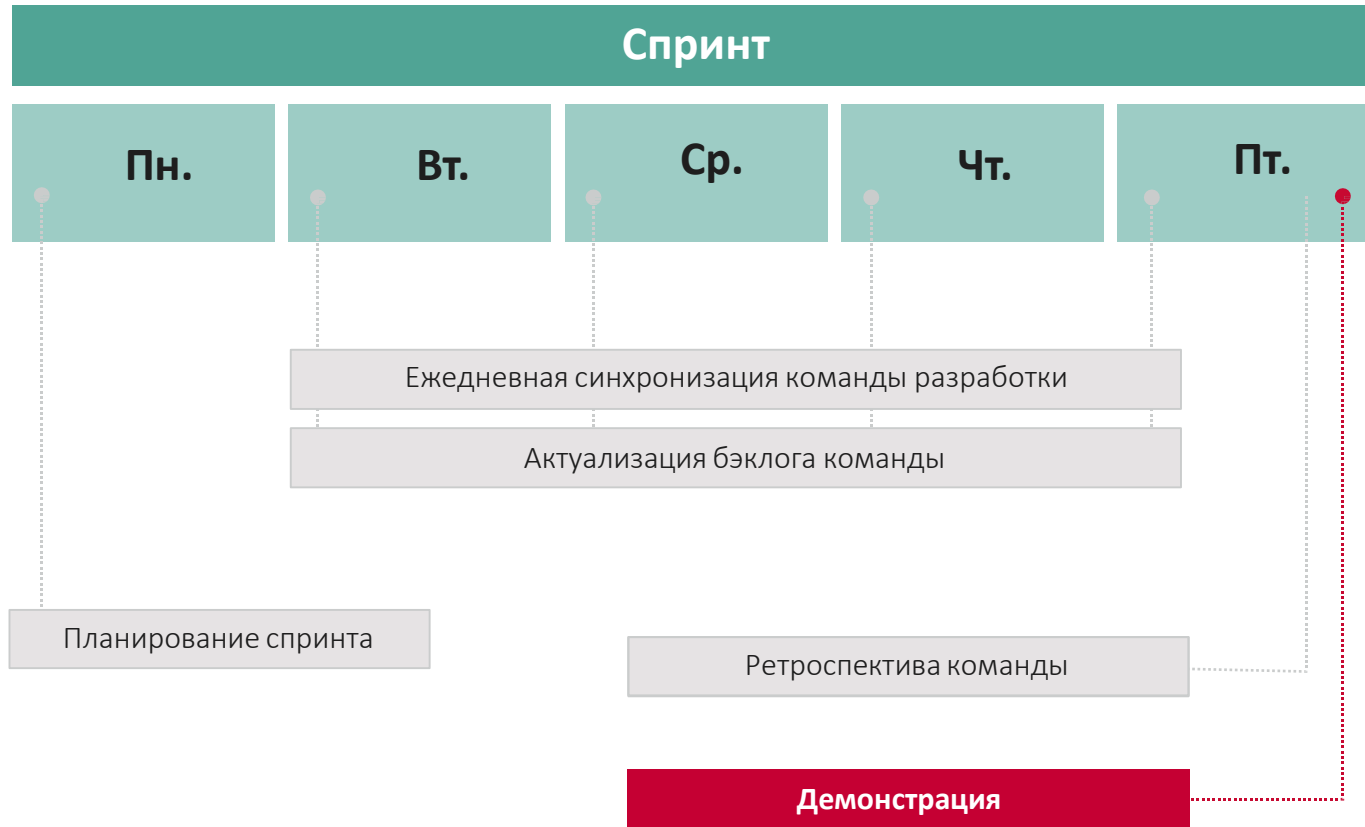 Спринт
Пн.
Вт.
Ср.
Чт.
Пт.
Ежедневная синхронизация команды разработки
Актуализация бэклога команды
Планирование спринта
Ретроспектива команды
Демонстрация